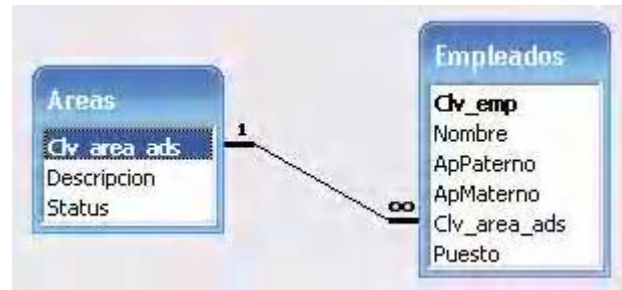 Areas
Clv_area_ads
Descripcion
Status
1
∞
Empleados
Clv_emp
Nombre
ApPaterno
ApMaterno
Clv_area_ads
Puesto